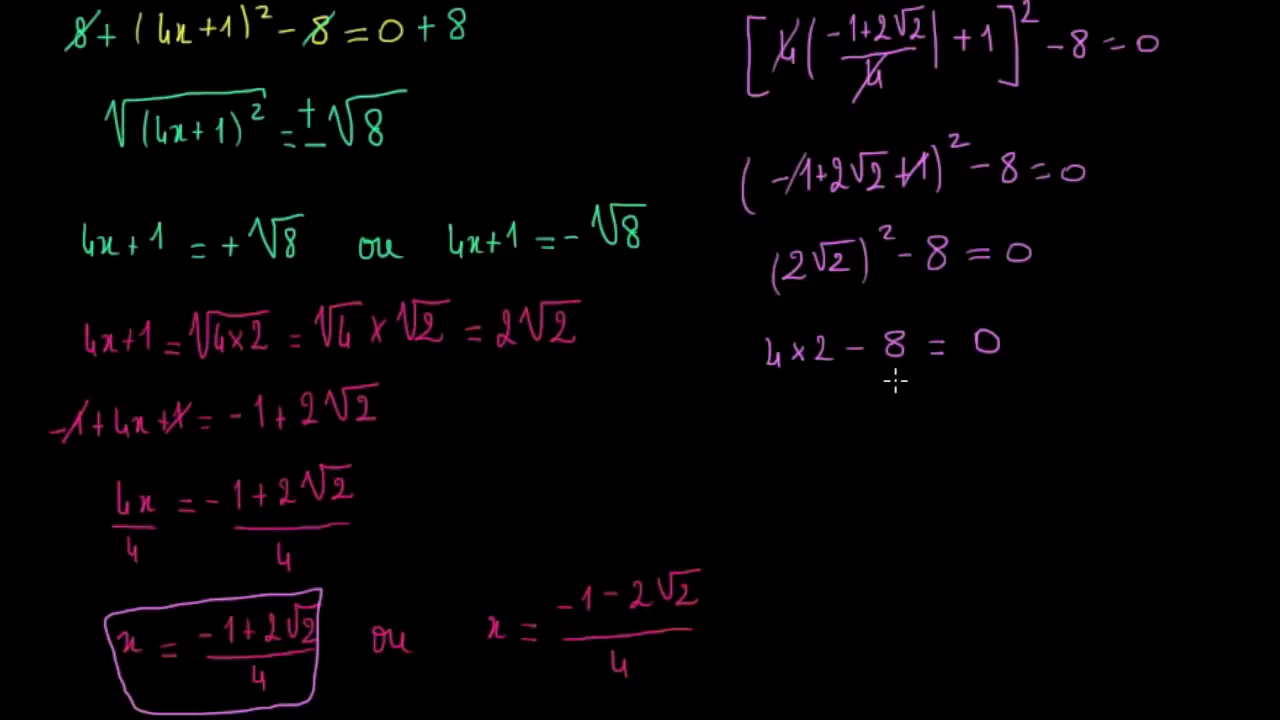 8 + (4x+1)² - 8 = 0 + 8
√(4x+1)² = ± √8
4x+1 = + √8 ou 4x+1 = - √8
4x+1 = √4×2 = √4 × √2 = 2√2
-1 + 4x + 1 = -1 + 2√2
4x/4 = (-1 + 2√2)/4
x = (-1 + 2√2)/4 ou x = (-1 - 2√2)/4
[4((-1+2√2)/4) + 1]² - 8 = 0
(-1+2√2+1)² - 8 = 0
(2√2)² - 8 = 0
4×2 - 8 = 0